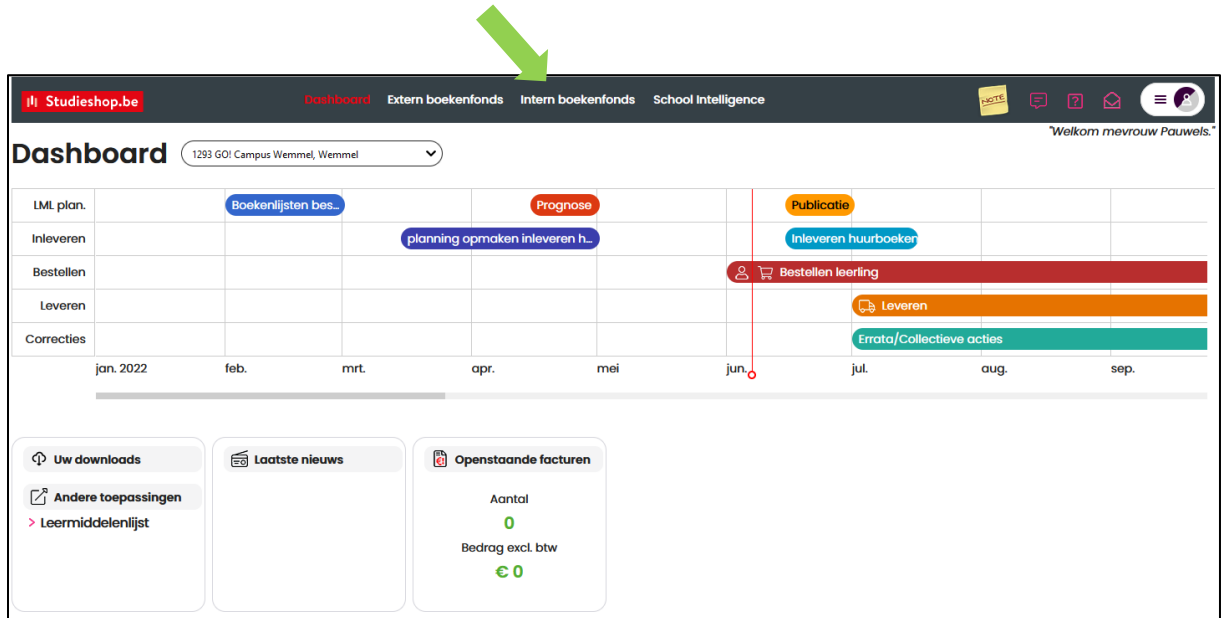 Studieshop.be
Dashboard Extern boekenfonds Intern boekenfonds School Intelligence
NOTE
?
"Welkom mevrouw Pauwels."
Dashboard
1293 GO! Campus Wemmel, Wemmel
LML plan. Boekenlijsten bes... Prognose Publicatie
Inleveren planning opmaken inleveren h... Inleveren huurboeken
Bestellen Bestellen leerling
Leveren Leveren
Correcties Errata/Collectieve acties
jan. 2022 feb. mrt. apr. mei jun. jul. aug. sep.
Uw downloads
Andere toepassingen
> Leermiddelenlijst
Laatste nieuws
Openstaande facturen
Aantal
0
Bedrag excl. btw
€ 0